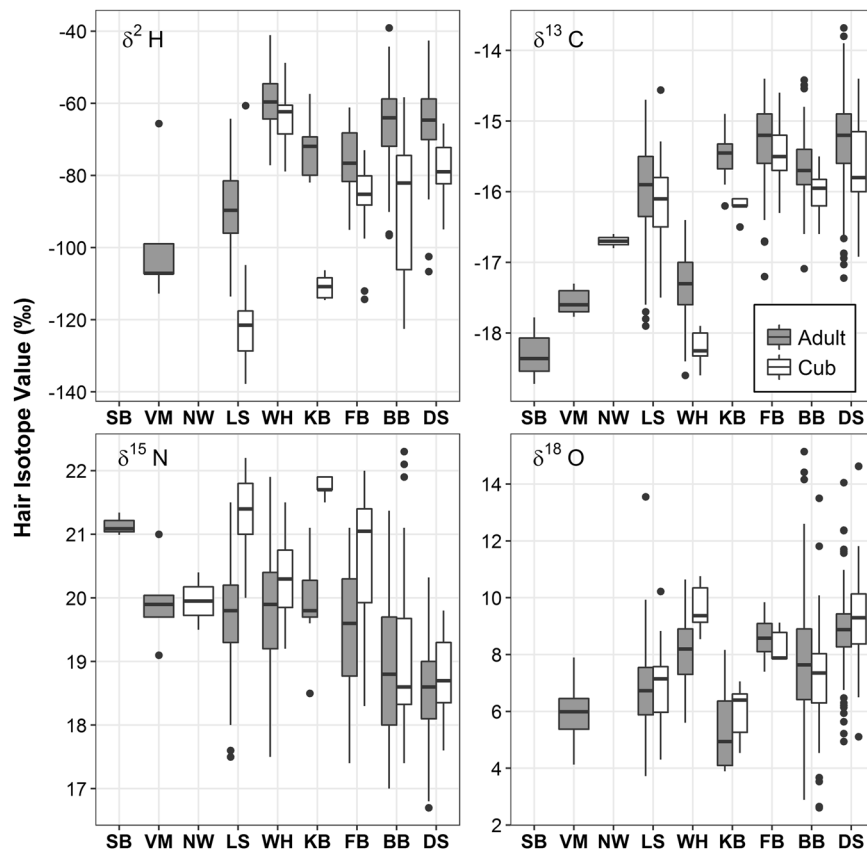 Hair Isotope Value (‰)
δ² H
-40
-60
-80
-100
-120
-140
SB VM NW LS WH KB FB BB DS
δ¹³ C
-14
-15
-16
-17
-18
Adult
Cub
SB VM NW LS WH KB FB BB DS
δ¹⁵ N
22
21
20
19
18
17
SB VM NW LS WH KB FB BB DS
δ¹⁸ O
14
12
10
8
6
4
2
SB VM NW LS WH KB FB BB DS